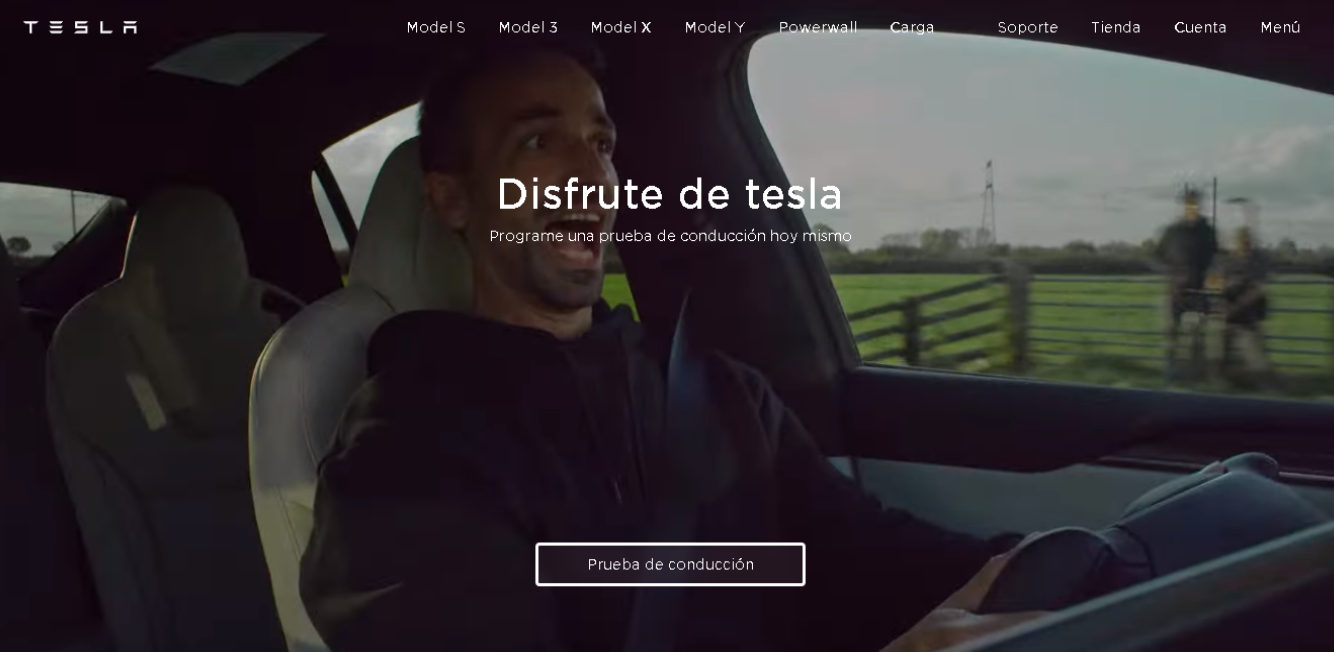 TESLA
Model S Model 3 Model X Model Y Powerwall Carga Soporte Tienda Cuenta Menú
Disfrute de tesla
Programe una prueba de conducción hoy mismo
Prueba de conducción